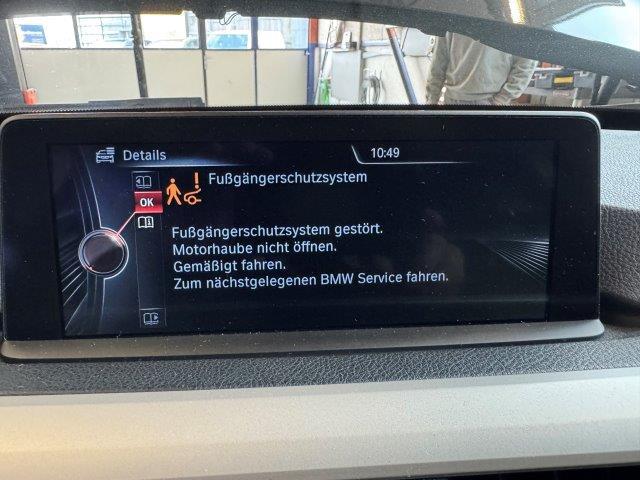 Details
10:49
Fußgängerschutzsystem
OK
Fußgängerschutzsystem gestört.
Motorhaube nicht öffnen.
Gemäßigt fahren.
Zum nächstgelegenen BMW Service fahren.